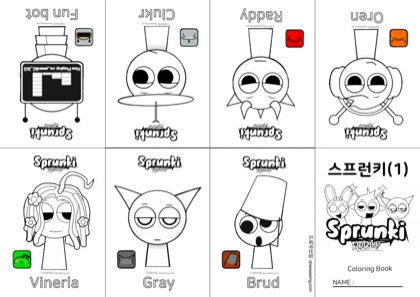 Fun bot
Clukr
Raddy
Oren
Sprunki
Sprunki
Sprunki
Sprunki
Sprunki
Vineria
Sprunki
Gray
Sprunki
Brud
스프런키(1)
Sprunki
Coloring Book
NAME :